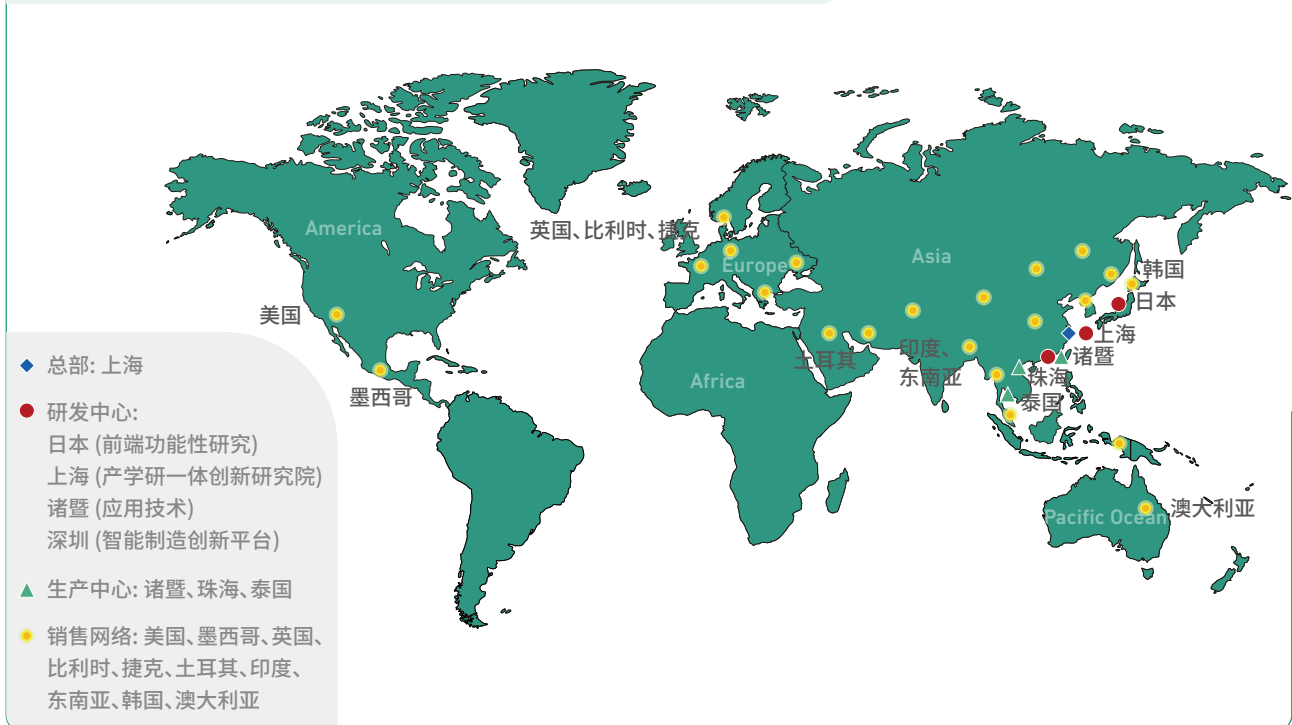 America
英国、比利时、捷克
Europe
Asia
韩国
日本
美国
上海
诸暨
土耳其
印度、
东南亚
珠海
泰国
墨西哥
Africa
Pacific Ocean
澳大利亚
总部: 上海
研发中心:
日本 (前端功能性研究)
上海 (产学研一体创新研究院)
诸暨 (应用技术)
深圳 (智能制造创新平台)
生产中心: 诸暨、珠海、泰国
销售网络: 美国、墨西哥、英国、
比利时、捷克、土耳其、印度、
东南亚、韩国、澳大利亚